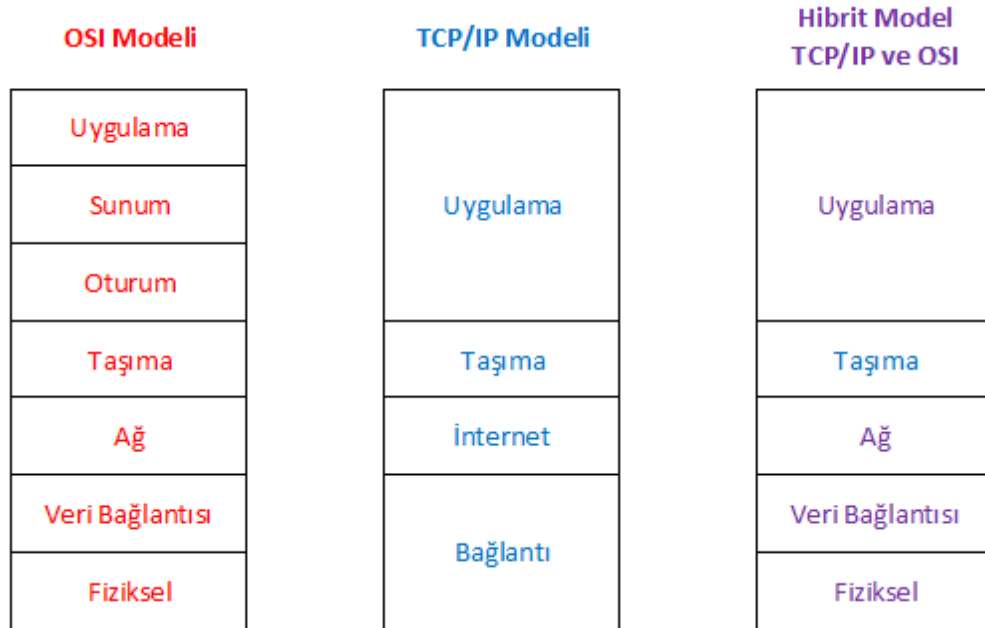 OSI Modeli
Uygulama
Sunum
Oturum
Taşıma
Ağ
Veri Bağlantısı
Fiziksel
TCP/IP Modeli
Uygulama
Taşıma
İnternet
Bağlantı
Hibrit Model
TCP/IP ve OSI
Uygulama
Taşıma
Ağ
Veri Bağlantısı
Fiziksel